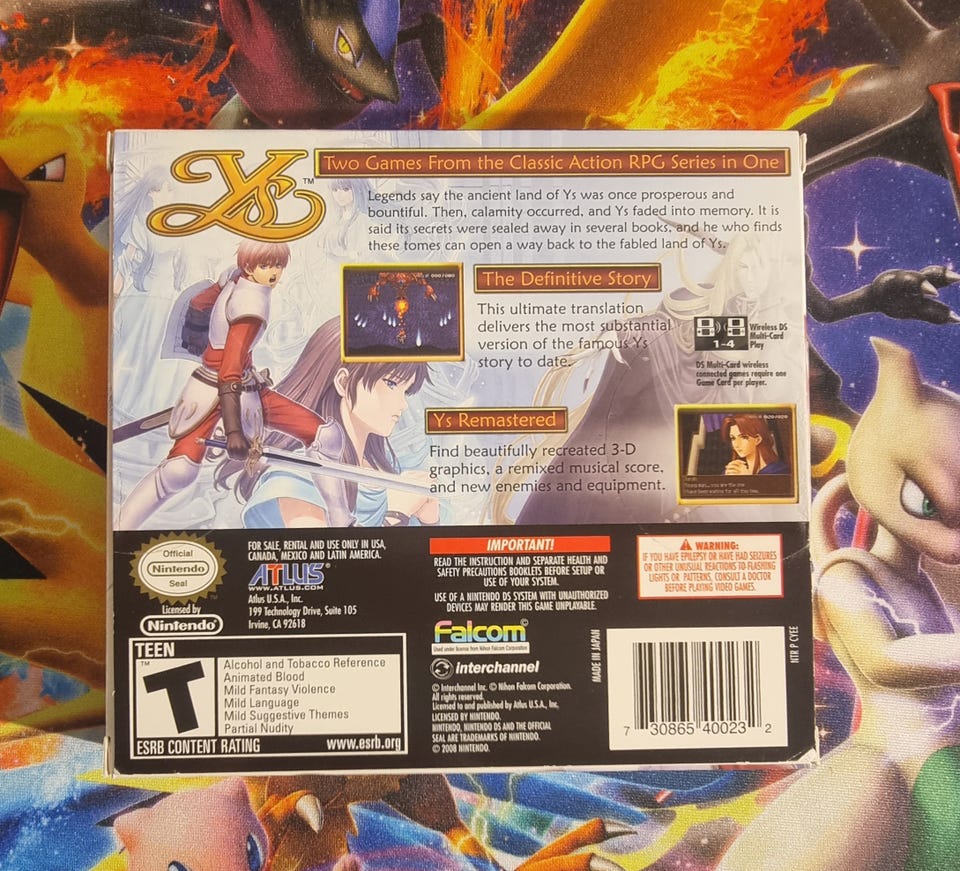 Ys™
Two Games From the Classic Action RPG Series in One
Legends say the ancient land of Ys was once prosperous and
bountiful. Then, calamity occurred, and Ys faded into memory. It is
said its secrets were sealed away in several books, and he who finds
these tomes can open a way back to the fabled land of Ys.
The Definitive Story
This ultimate translation
delivers the most substantial
version of the famous Ys
story to date.
1-4
Wireless DS
Multi-Card
Play
DS Multi-Card wireless
connected games require one
Game Card per player.
Ys Remastered
Find beautifully recreated 3-D
graphics, a remixed musical score,
and new enemies and equipment.
Official
Nintendo
Seal
Licensed by
Nintendo
FOR SALE, RENTAL AND USE ONLY IN USA,
CANADA, MEXICO AND LATIN AMERICA.
ATLUS®
WWW.ATLUS.COM
Atlus U.S.A., Inc.
199 Technology Drive, Suite 105
Irvine, CA 92618
IMPORTANT!
READ THE INSTRUCTION AND SEPARATE HEALTH AND
SAFETY PRECAUTIONS BOOKLETS BEFORE SETUP OR
USE OF YOUR SYSTEM.
USE OF A NINTENDO DS SYSTEM WITH UNAUTHORIZED
DEVICES MAY RENDER THIS GAME UNPLAYABLE.
WARNING:
IF YOU HAVE EPILEPSY OR HAVE HAD SEIZURES
OR OTHER UNUSUAL REACTIONS TO FLASHING
LIGHTS OR PATTERNS, CONSULT A DOCTOR
BEFORE PLAYING VIDEO GAMES.
TEEN
T
™
Alcohol and Tobacco Reference
Animated Blood
Mild Fantasy Violence
Mild Language
Mild Suggestive Themes
Partial Nudity
ESRB CONTENT RATING www.esrb.org
Falcom©
Used under license from Nihon Falcom Corporation
interchannel
© Interchannel Inc. © Nihon Falcom Corporation.
All rights reserved.
Licensed to and published by Atlus U.S.A., Inc.
LICENSED BY NINTENDO.
NINTENDO, NINTENDO DS AND THE OFFICIAL
SEAL ARE TRADEMARKS OF NINTENDO.
© 2008 NINTENDO.
MADE IN JAPAN
7 30865 40023 2
NTR P CYEE